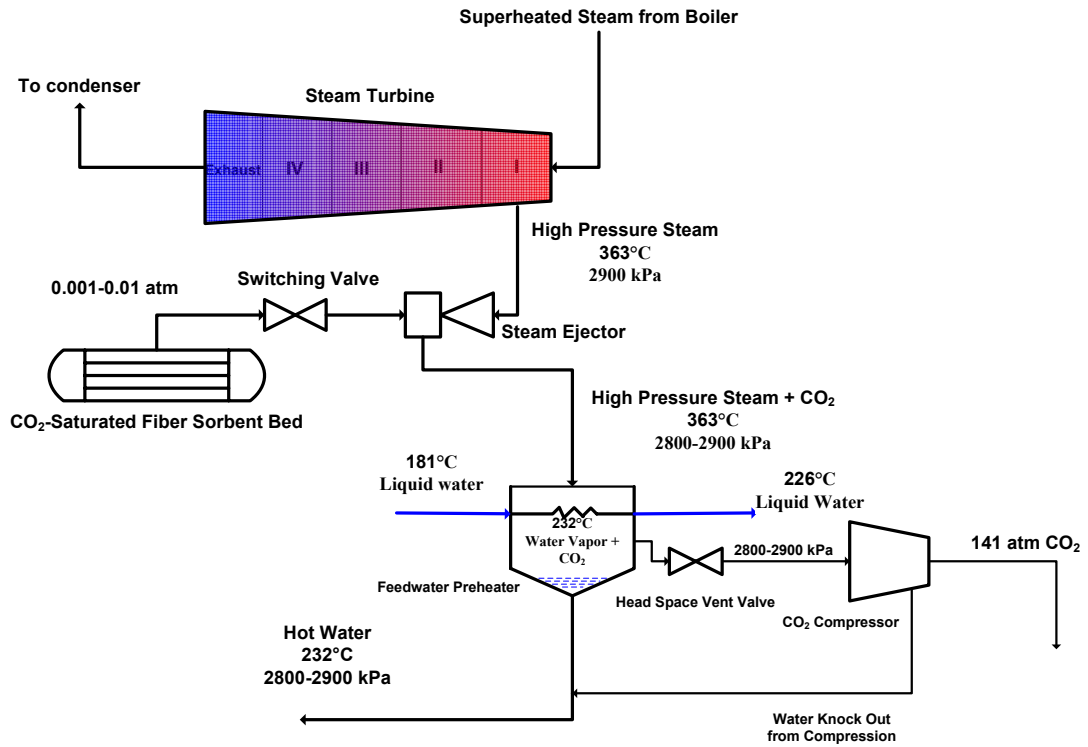 Superheated Steam from Boiler
To condenser
Steam Turbine
Exhaust
IV
III
II
I
High Pressure Steam
363°C
2900 kPa
0.001-0.01 atm
Switching Valve
Steam Ejector
CO₂-Saturated Fiber Sorbent Bed
High Pressure Steam + CO₂
363°C
2800-2900 kPa
181°C
Liquid water
226°C
Liquid Water
232°C
Water Vapor +
CO₂
2800-2900 kPa
141 atm CO₂
Feedwater Preheater
Head Space Vent Valve
CO₂ Compressor
Hot Water
232°C
2800-2900 kPa
Water Knock Out
from Compression